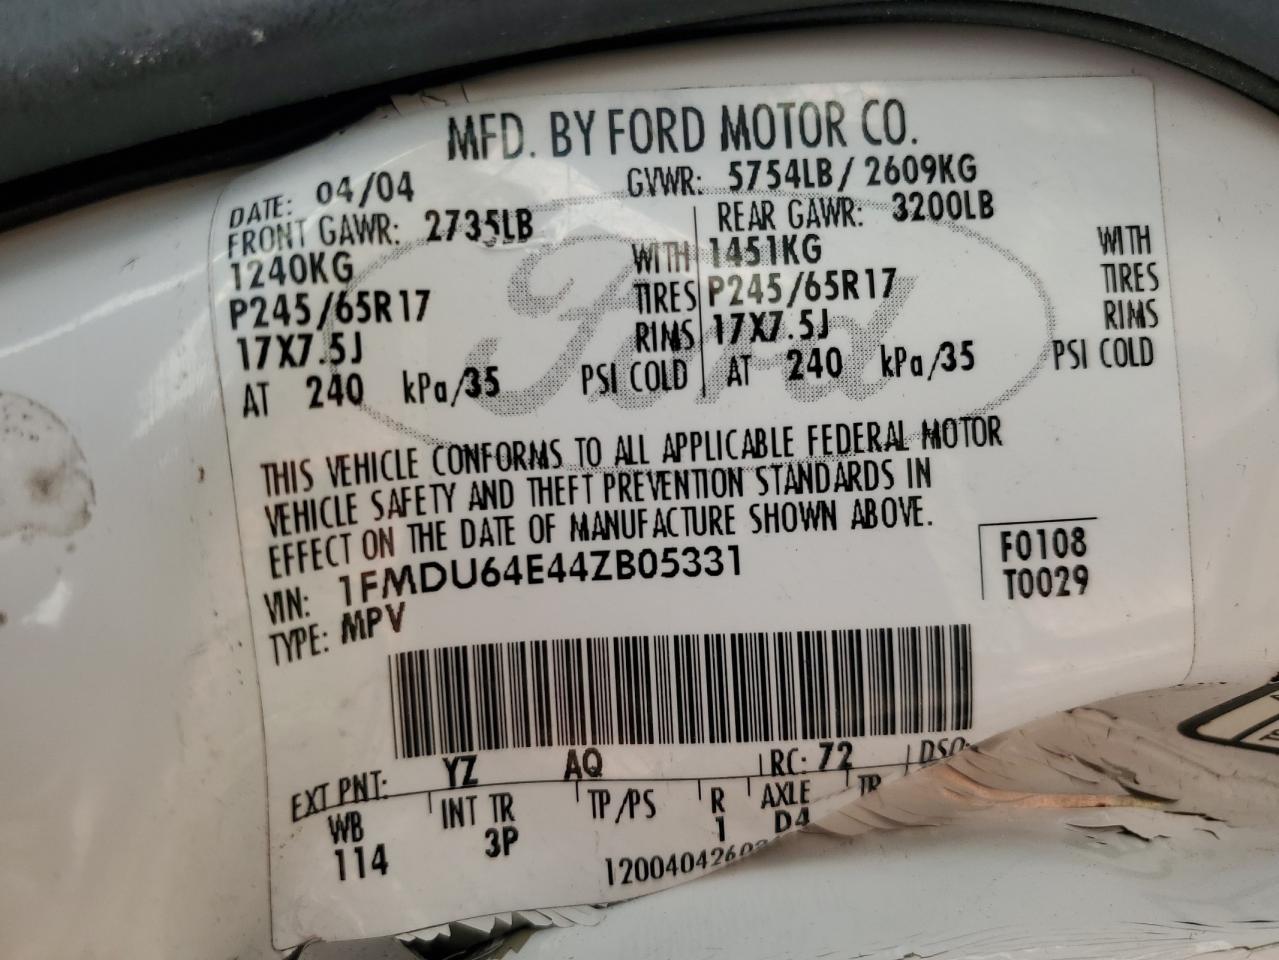 MFD. BY FORD MOTOR CO.
DATE: 04/04 GVWR: 5754LB / 2609KG
FRONT GAWR: 2735LB REAR GAWR: 3200LB
1240KG WITH 1451KG WITH
P245/65R17 TIRES P245/65R17 TIRES
17X7.5J RIMS 17X7.5J RIMS
AT 240 kPa/35 PSI COLD AT 240 kPa/35 PSI COLD
Ford
THIS VEHICLE CONFORMS TO ALL APPLICABLE FEDERAL MOTOR
VEHICLE SAFETY AND THEFT PREVENTION STANDARDS IN
EFFECT ON THE DATE OF MANUFACTURE SHOWN ABOVE.
VIN: 1FMDU64E44ZB05331 F0108
TYPE: MPV T0029
EXT PNT: YZ AQ RC: 72 DSO:
WB INT TR TP/PS R AXLE TR
114 3P 1 D4
120040426